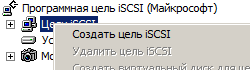 Программная цель iSCSI (Майкрософт)
Цели iSCSI
Создать цель iSCSI
Удалить цель iSCSI